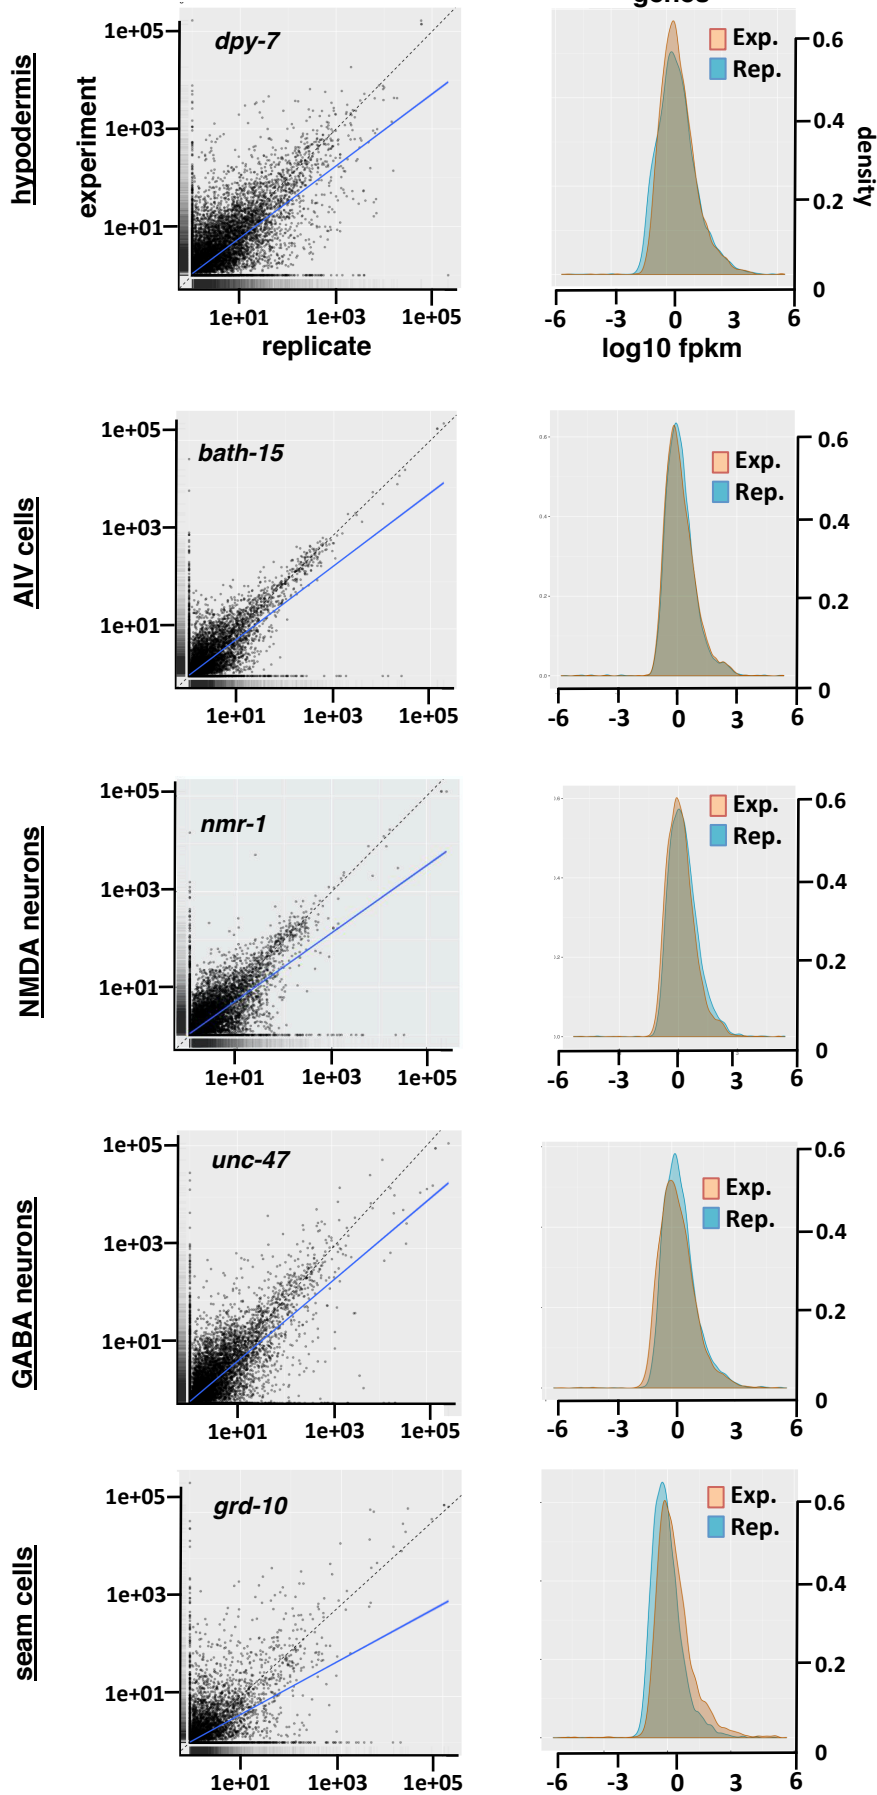 genes
hypodermis
experiment
1e+05
1e+03
1e+01
dpy-7
1e+01 1e+03 1e+05
replicate
Exp.
Rep.
0.6
0.4
0.2
0
density
-6 -3 0 3 6
log10 fpkm
AIV cells
1e+05
1e+03
1e+01
bath-15
1e+01 1e+03 1e+05
Exp.
Rep.
0.6
0.4
0.2
0
0.6
0.4
0.2
0.0
-6 -3 0 3 6
NMDA neurons
1e+05
1e+03
1e+01
nmr-1
1e+01 1e+03 1e+05
Exp.
Rep.
0.6
0.4
0.2
0
-6 -3 0 3 6
GABA neurons
1e+05
1e+03
1e+01
unc-47
1e+01 1e+03 1e+05
Exp.
Rep.
0.6
0.4
0.2
0
-6 -3 0 3 6
seam cells
1e+05
1e+03
1e+01
grd-10
1e+01 1e+03 1e+05
Exp.
Rep.
0.6
0.4
0.2
0
-6 -3 0 3 6